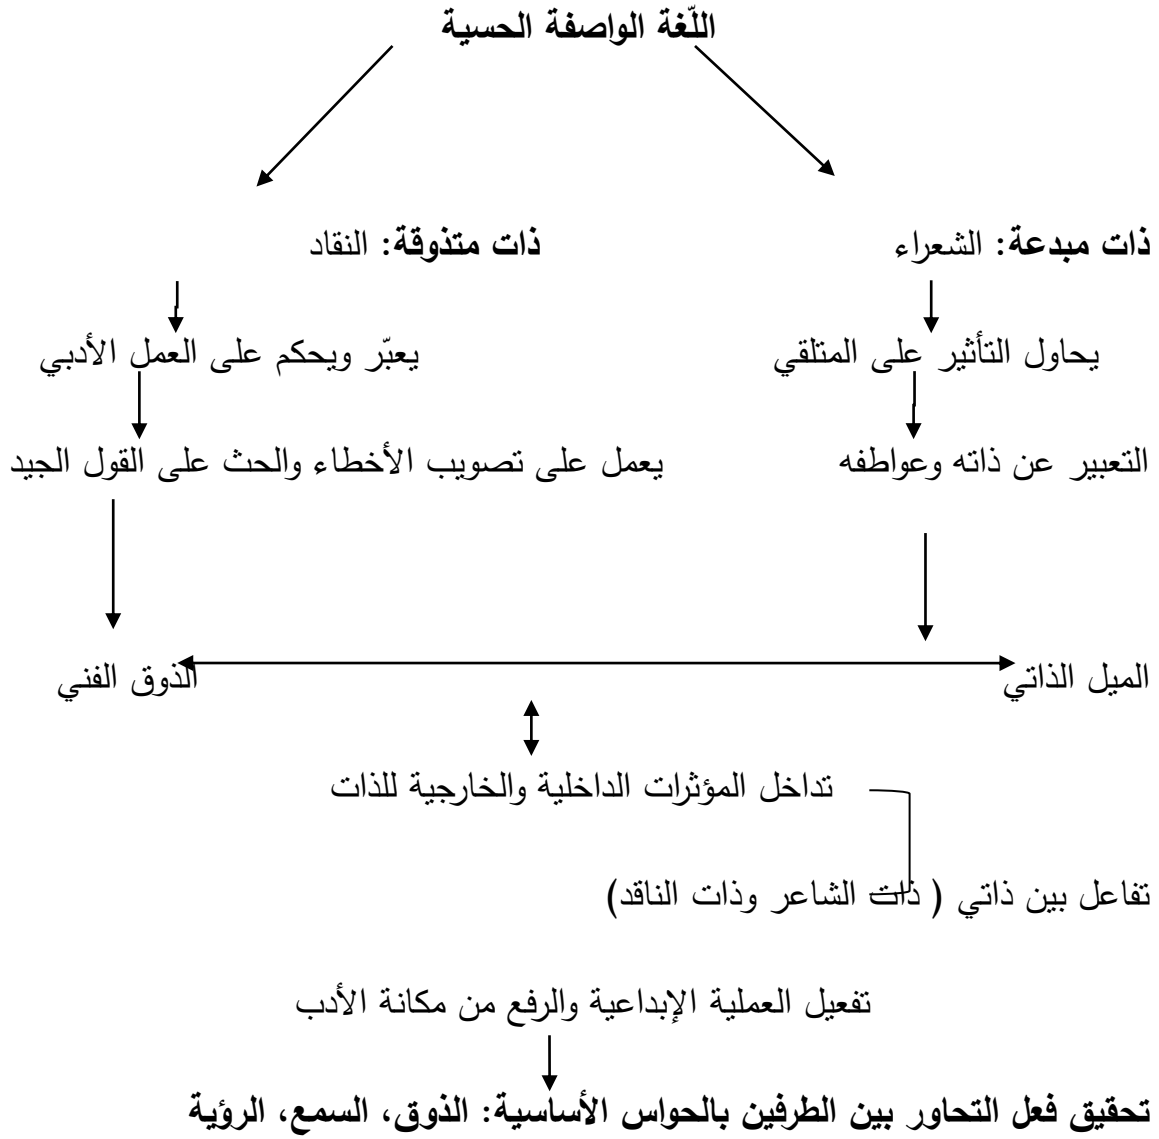 اللّغة الواصفة الحسية
ذات مبدعة: الشعراء
ذات متذوقة: النقاد
يحاول التأثير على المتلقي
يعبّر ويحكم على العمل الأدبي
التعبير عن ذاته وعواطفه
يعمل على تصويب الأخطاء والحث على القول الجيد
الميل الذاتي
الذوق الفني
تداخل المؤثرات الداخلية والخارجية للذات
تفاعل بين ذاتي ( ذات الشاعر وذات الناقد)
تفعيل العملية الإبداعية والرفع من مكانة الأدب
تحقيق فعل التحاور بين الطرفين بالحواس الأساسية: الذوق، السمع، الرؤية